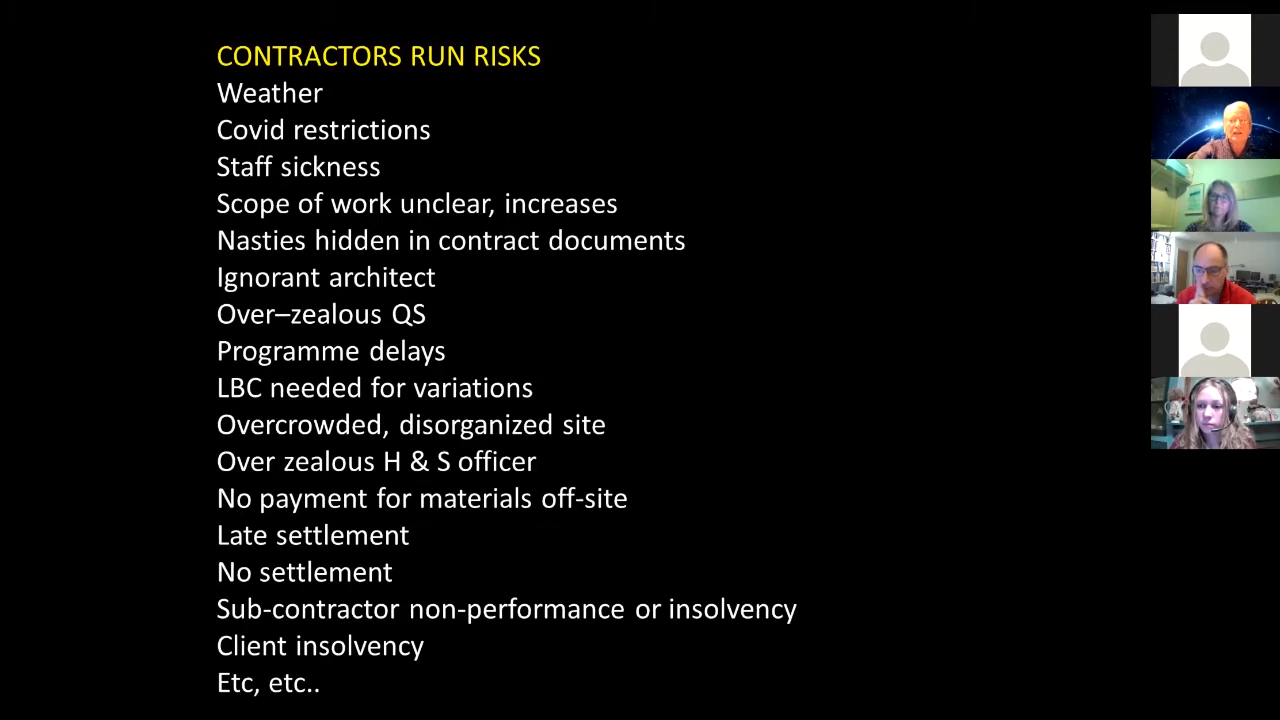 CONTRACTORS RUN RISKS
Weather
Covid restrictions
Staff sickness
Scope of work unclear, increases
Nasties hidden in contract documents
Ignorant architect
Over–zealous QS
Programme delays
LBC needed for variations
Overcrowded, disorganized site
Over zealous H & S officer
No payment for materials off-site
Late settlement
No settlement
Sub-contractor non-performance or insolvency
Client insolvency
Etc, etc..